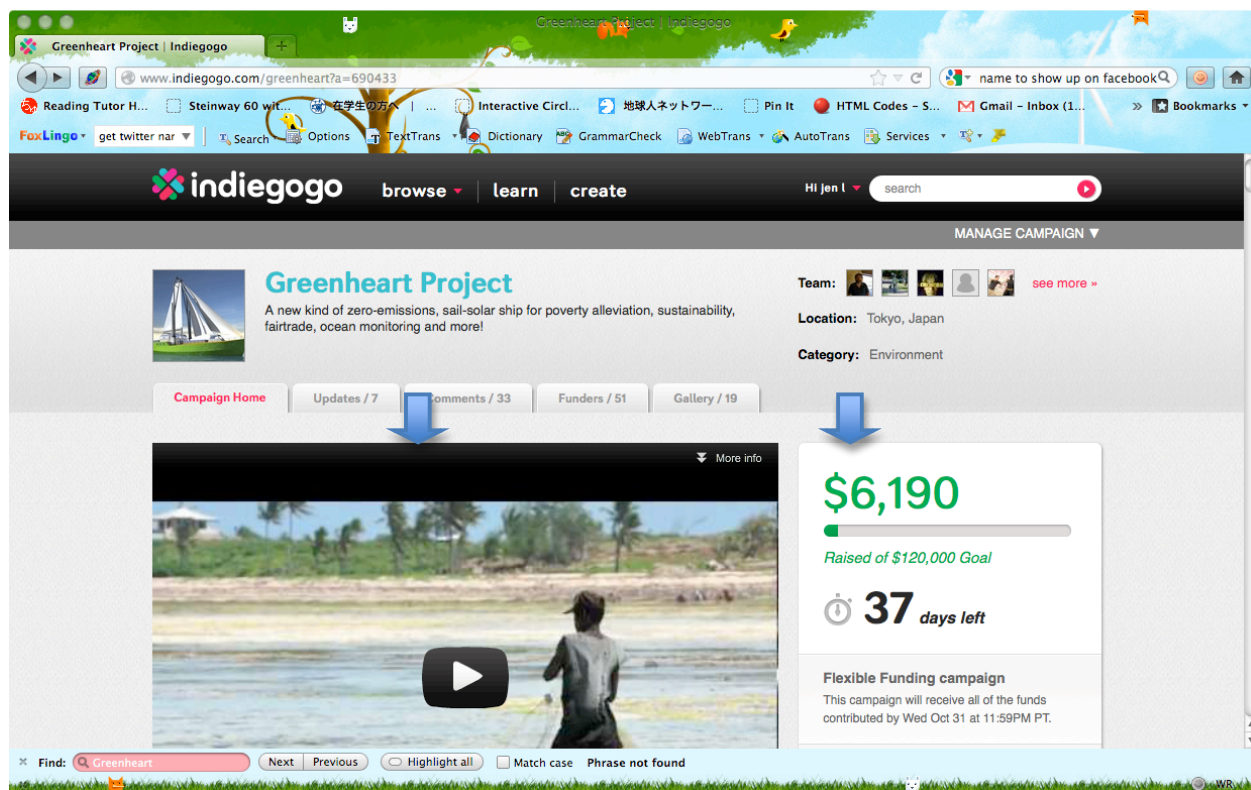 Greenheart Project | Indiegogo
Greenheart Project | Indiegogo
www.indiegogo.com/greenheart?a=690433
name to show up on facebook
Reading Tutor H... Steinway 60 wit... 在学生の方へ | ... Interactive Circl... 地球人ネットワー... Pin It HTML Codes – S... Gmail – Inbox (1... » Bookmarks
FoxLingo get twitter nar Search Options TextTrans Dictionary GrammarCheck WebTrans AutoTrans Services
indiegogo browse learn create Hi jen l search
MANAGE CAMPAIGN ▼
Greenheart Project
A new kind of zero-emissions, sail-solar ship for poverty alleviation, sustainability,
fairtrade, ocean monitoring and more!
Team: see more »
Location: Tokyo, Japan
Category: Environment
Campaign Home Updates / 7 Comments / 33 Funders / 51 Gallery / 19
More info
$6,190
Raised of $120,000 Goal
37 days left
Flexible Funding campaign
This campaign will receive all of the funds
contributed by Wed Oct 31 at 11:59PM PT.
× Find: Greenheart Next Previous Highlight all Match case Phrase not found
WR